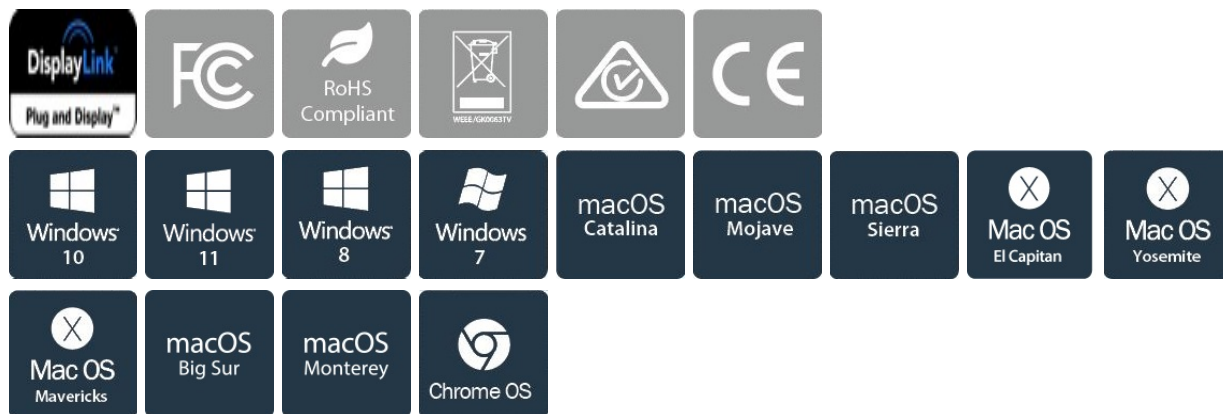 DisplayLink
Plug and Display™
FC
RoHS
Compliant
WEEE/GK0063TV
CE
Windows
10
Windows
11
Windows
8
Windows
7
macOS
Catalina
macOS
Mojave
macOS
Sierra
Mac OS
El Capitan
Mac OS
Yosemite
Mac OS
Mavericks
macOS
Big Sur
macOS
Monterey
Chrome OS